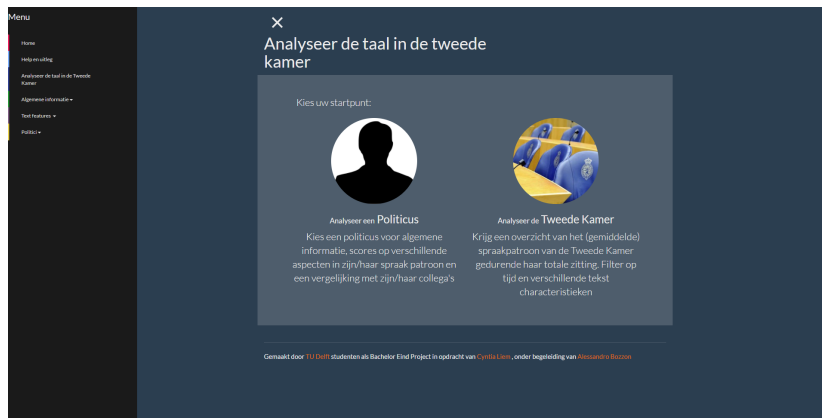 Menu
Home
Help en uitleg
Analyseer de taal in de Tweede
Kamer
Algemene informatie
Text features
Politici
×
Analyseer de taal in de tweede
kamer
Kies uw startpunt:
Analyseer een Politicus
Kies een politicus voor algemene
informatie, scores op verschillende
aspecten in zijn/haar spraak patroon en
een vergelijking met zijn/haar collega's
Analyseer de Tweede Kamer
Krijg een overzicht van het (gemiddelde)
spraakpatroon van de Tweede Kamer
gedurende haar totale zitting. Filter op
tijd en verschillende tekst
characteristieken
Gemaakt door TU Delft studenten als Bachelor Eind Project in opdracht van Cyntia Liem , onder begeleiding van Alessandro Bozzon